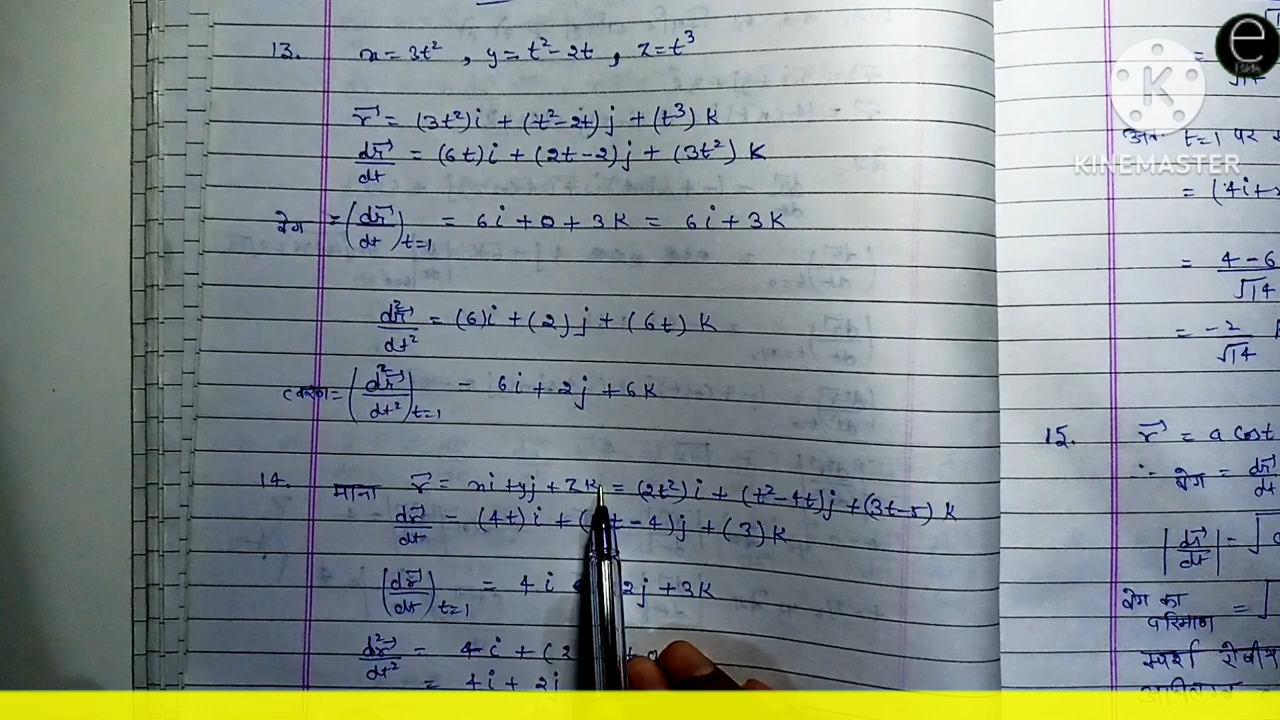 13. x = 3t² , y = t² - 2t , z = t³
r⃗ = (3t²)i + (t² - 2t) j + (t³) k
dr⃗/dt = (6t)i + (2t - 2)j + (3t²) k
वेग = (dr⃗/dt)t=1 = 6i + 0 + 3k = 6i + 3k
d²r⃗/dt² = (6)i + (2) j + (6t) k
त्वरण = (d²r⃗/dt²)t=1 = 6i + 2j + 6k
14. माना r⃗ = xi + yj + zk = (2t²)i + (t² - 4t)j + (3t - 5) k
dr⃗/dt = (4t)i + ( t - 4)j + (3)k
(dr⃗/dt)t=1 = 4i 2j + 3k
d²r⃗/dt² = 4i + (2
= 4i + 2j
e
KINEMASTER
√14
अतः t=1 पर
= (4i +
= 4 - 6 / √14
= -2 / √14
15. r⃗ = a cost
∴ वेग = dr⃗/dt
|dr⃗/dt| = √
वेग का परिमाण = √
स्पर्श रेखीय